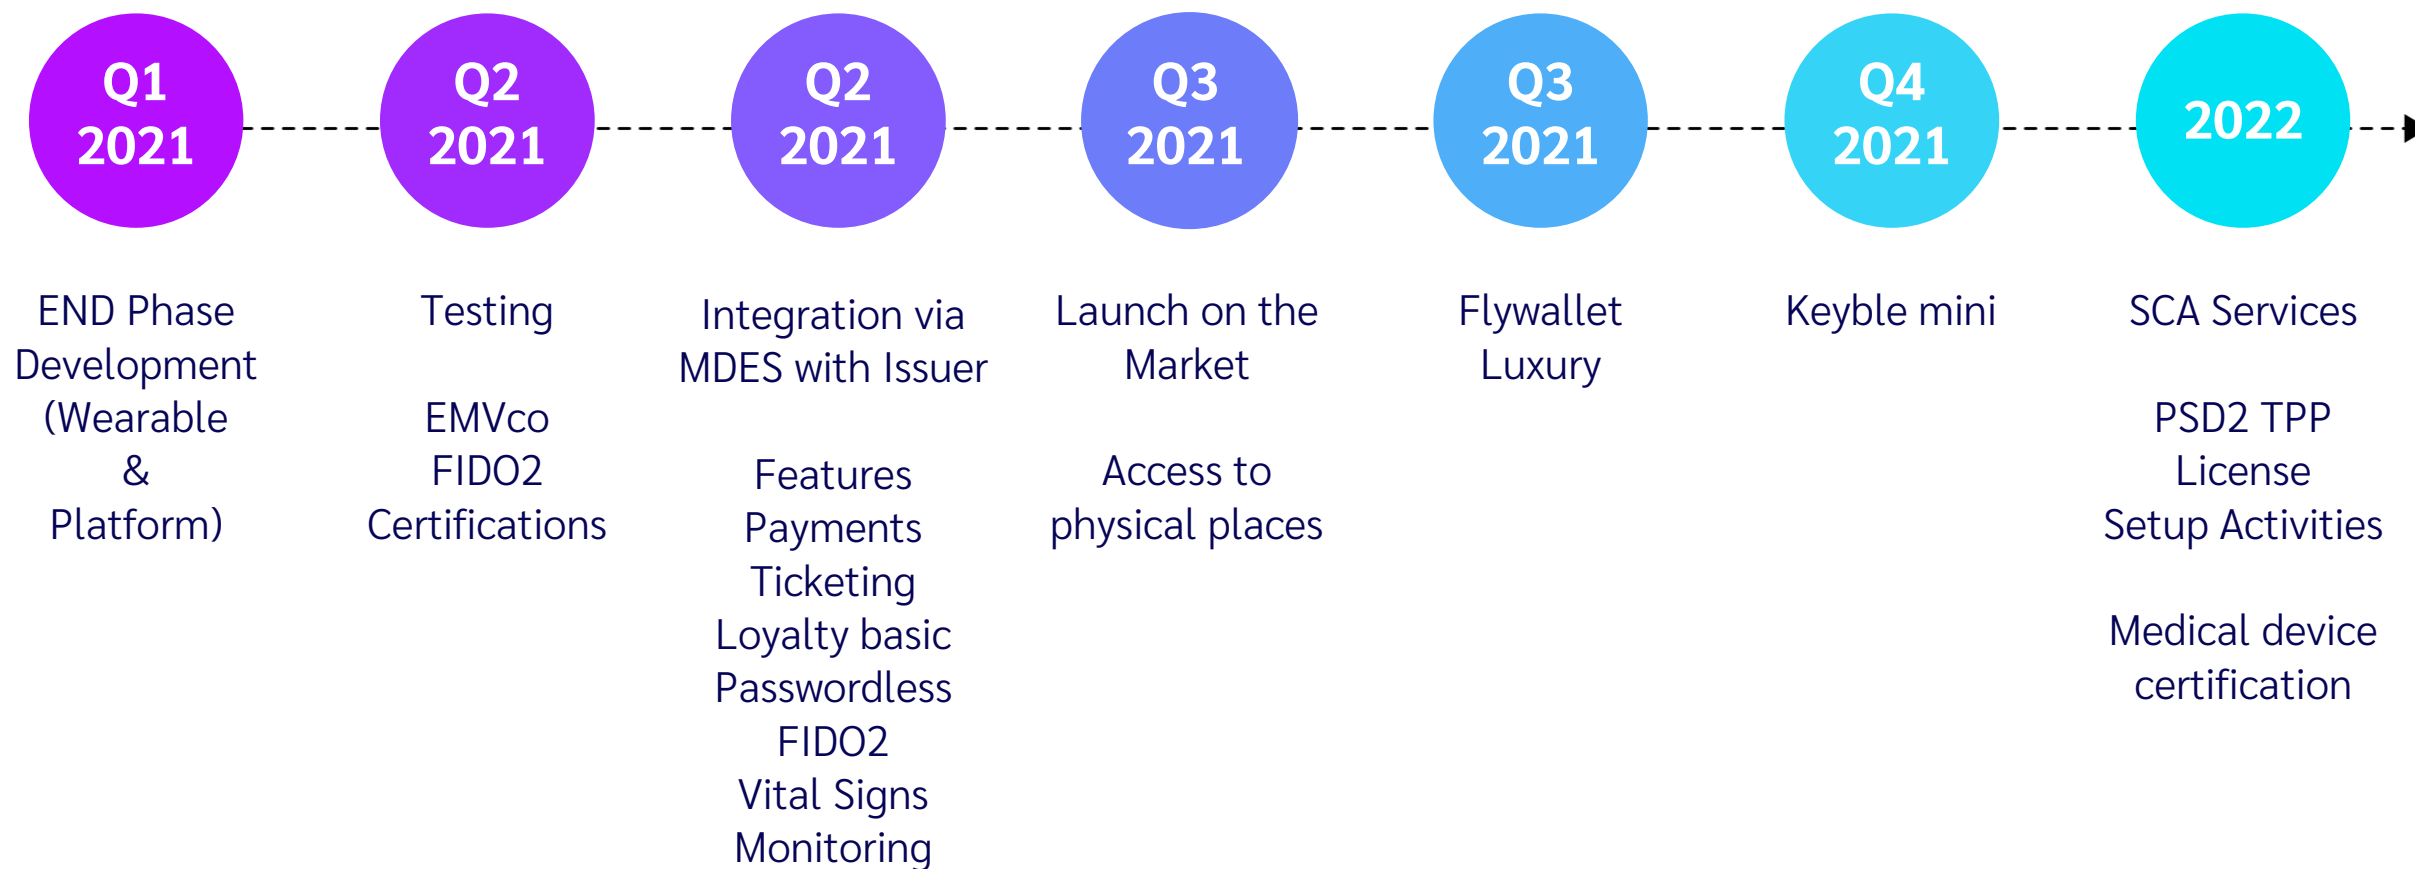 Q1
2021
Q2
2021
Q2
2021
Q3
2021
Q3
2021
Q4
2021
2022
END Phase
Development
(Wearable
&
Platform)
Testing
EMVco
FIDO2
Certifications
Integration via
MDES with Issuer
Features
Payments
Ticketing
Loyalty basic
Passwordless
FIDO2
Vital Signs
Monitoring
Launch on the
Market
Access to
physical places
Flywallet
Luxury
Keyble mini
SCA Services
PSD2 TPP
License
Setup Activities
Medical device
certification